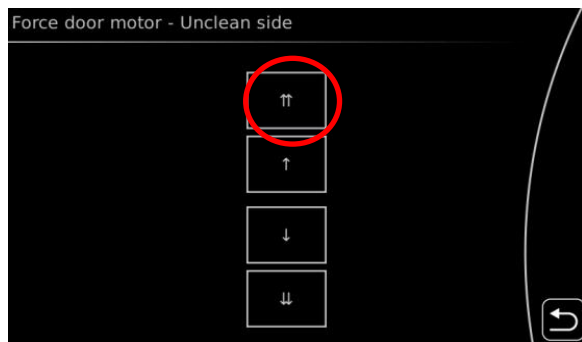 Force door motor - Unclean side
⇈
↑
↓
⇊